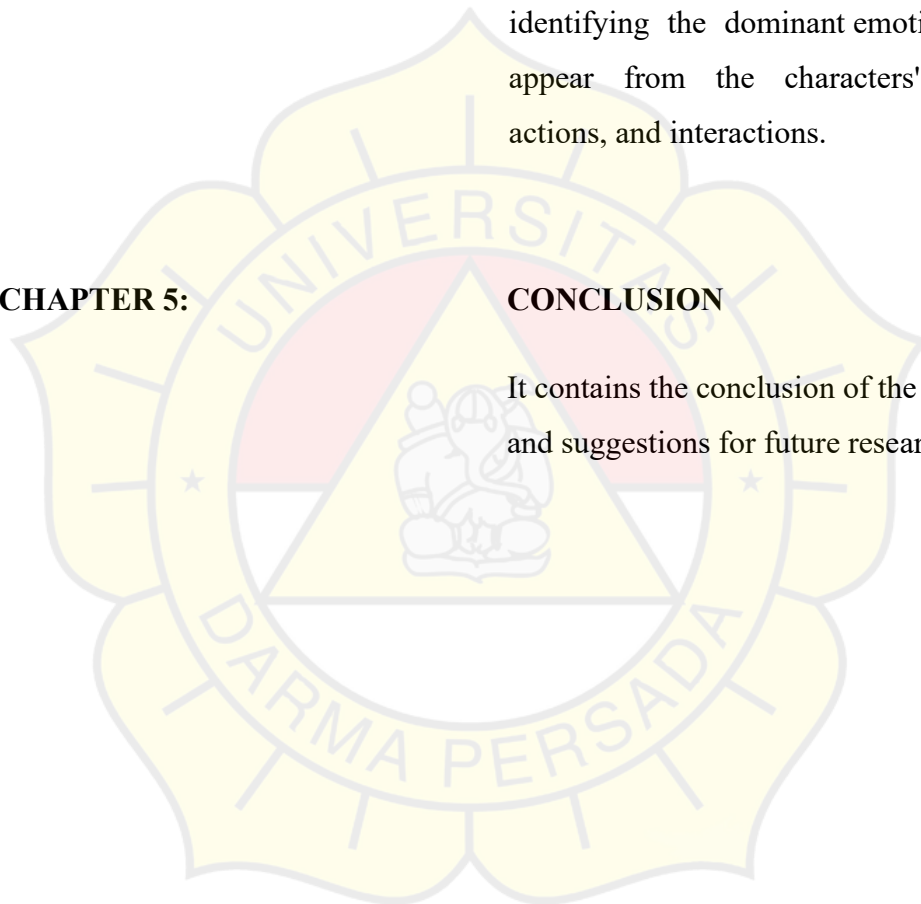 identifying the dominant
appear from the characters'
actions, and interactions.
UNIVERSITAS
CHAPTER 5: CONCLUSION
It contains the conclusion of the
and suggestions for future
DARMA PERSADA